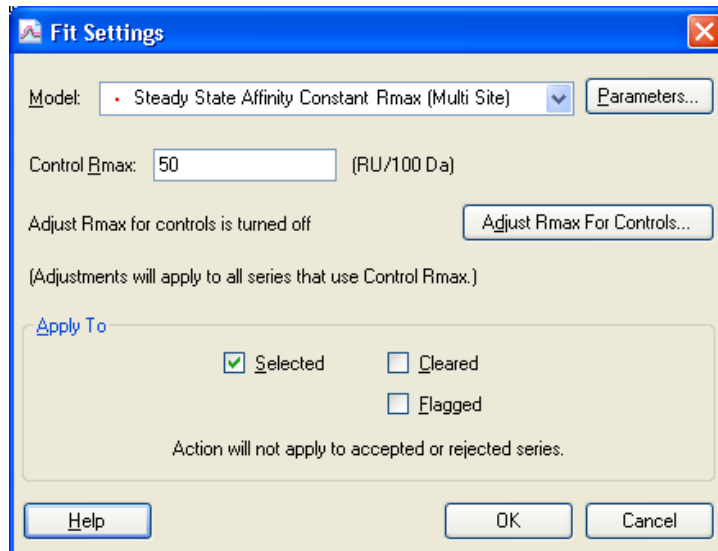 Fit Settings
Model: Steady State Affinity Constant Rmax (Multi Site) Parameters...
Control Rmax: 50 (RU/100 Da)
Adjust Rmax for controls is turned off Adjust Rmax For Controls...
(Adjustments will apply to all series that use Control Rmax.)
Apply To
Selected Cleared
Flagged
Action will not apply to accepted or rejected series.
Help OK Cancel